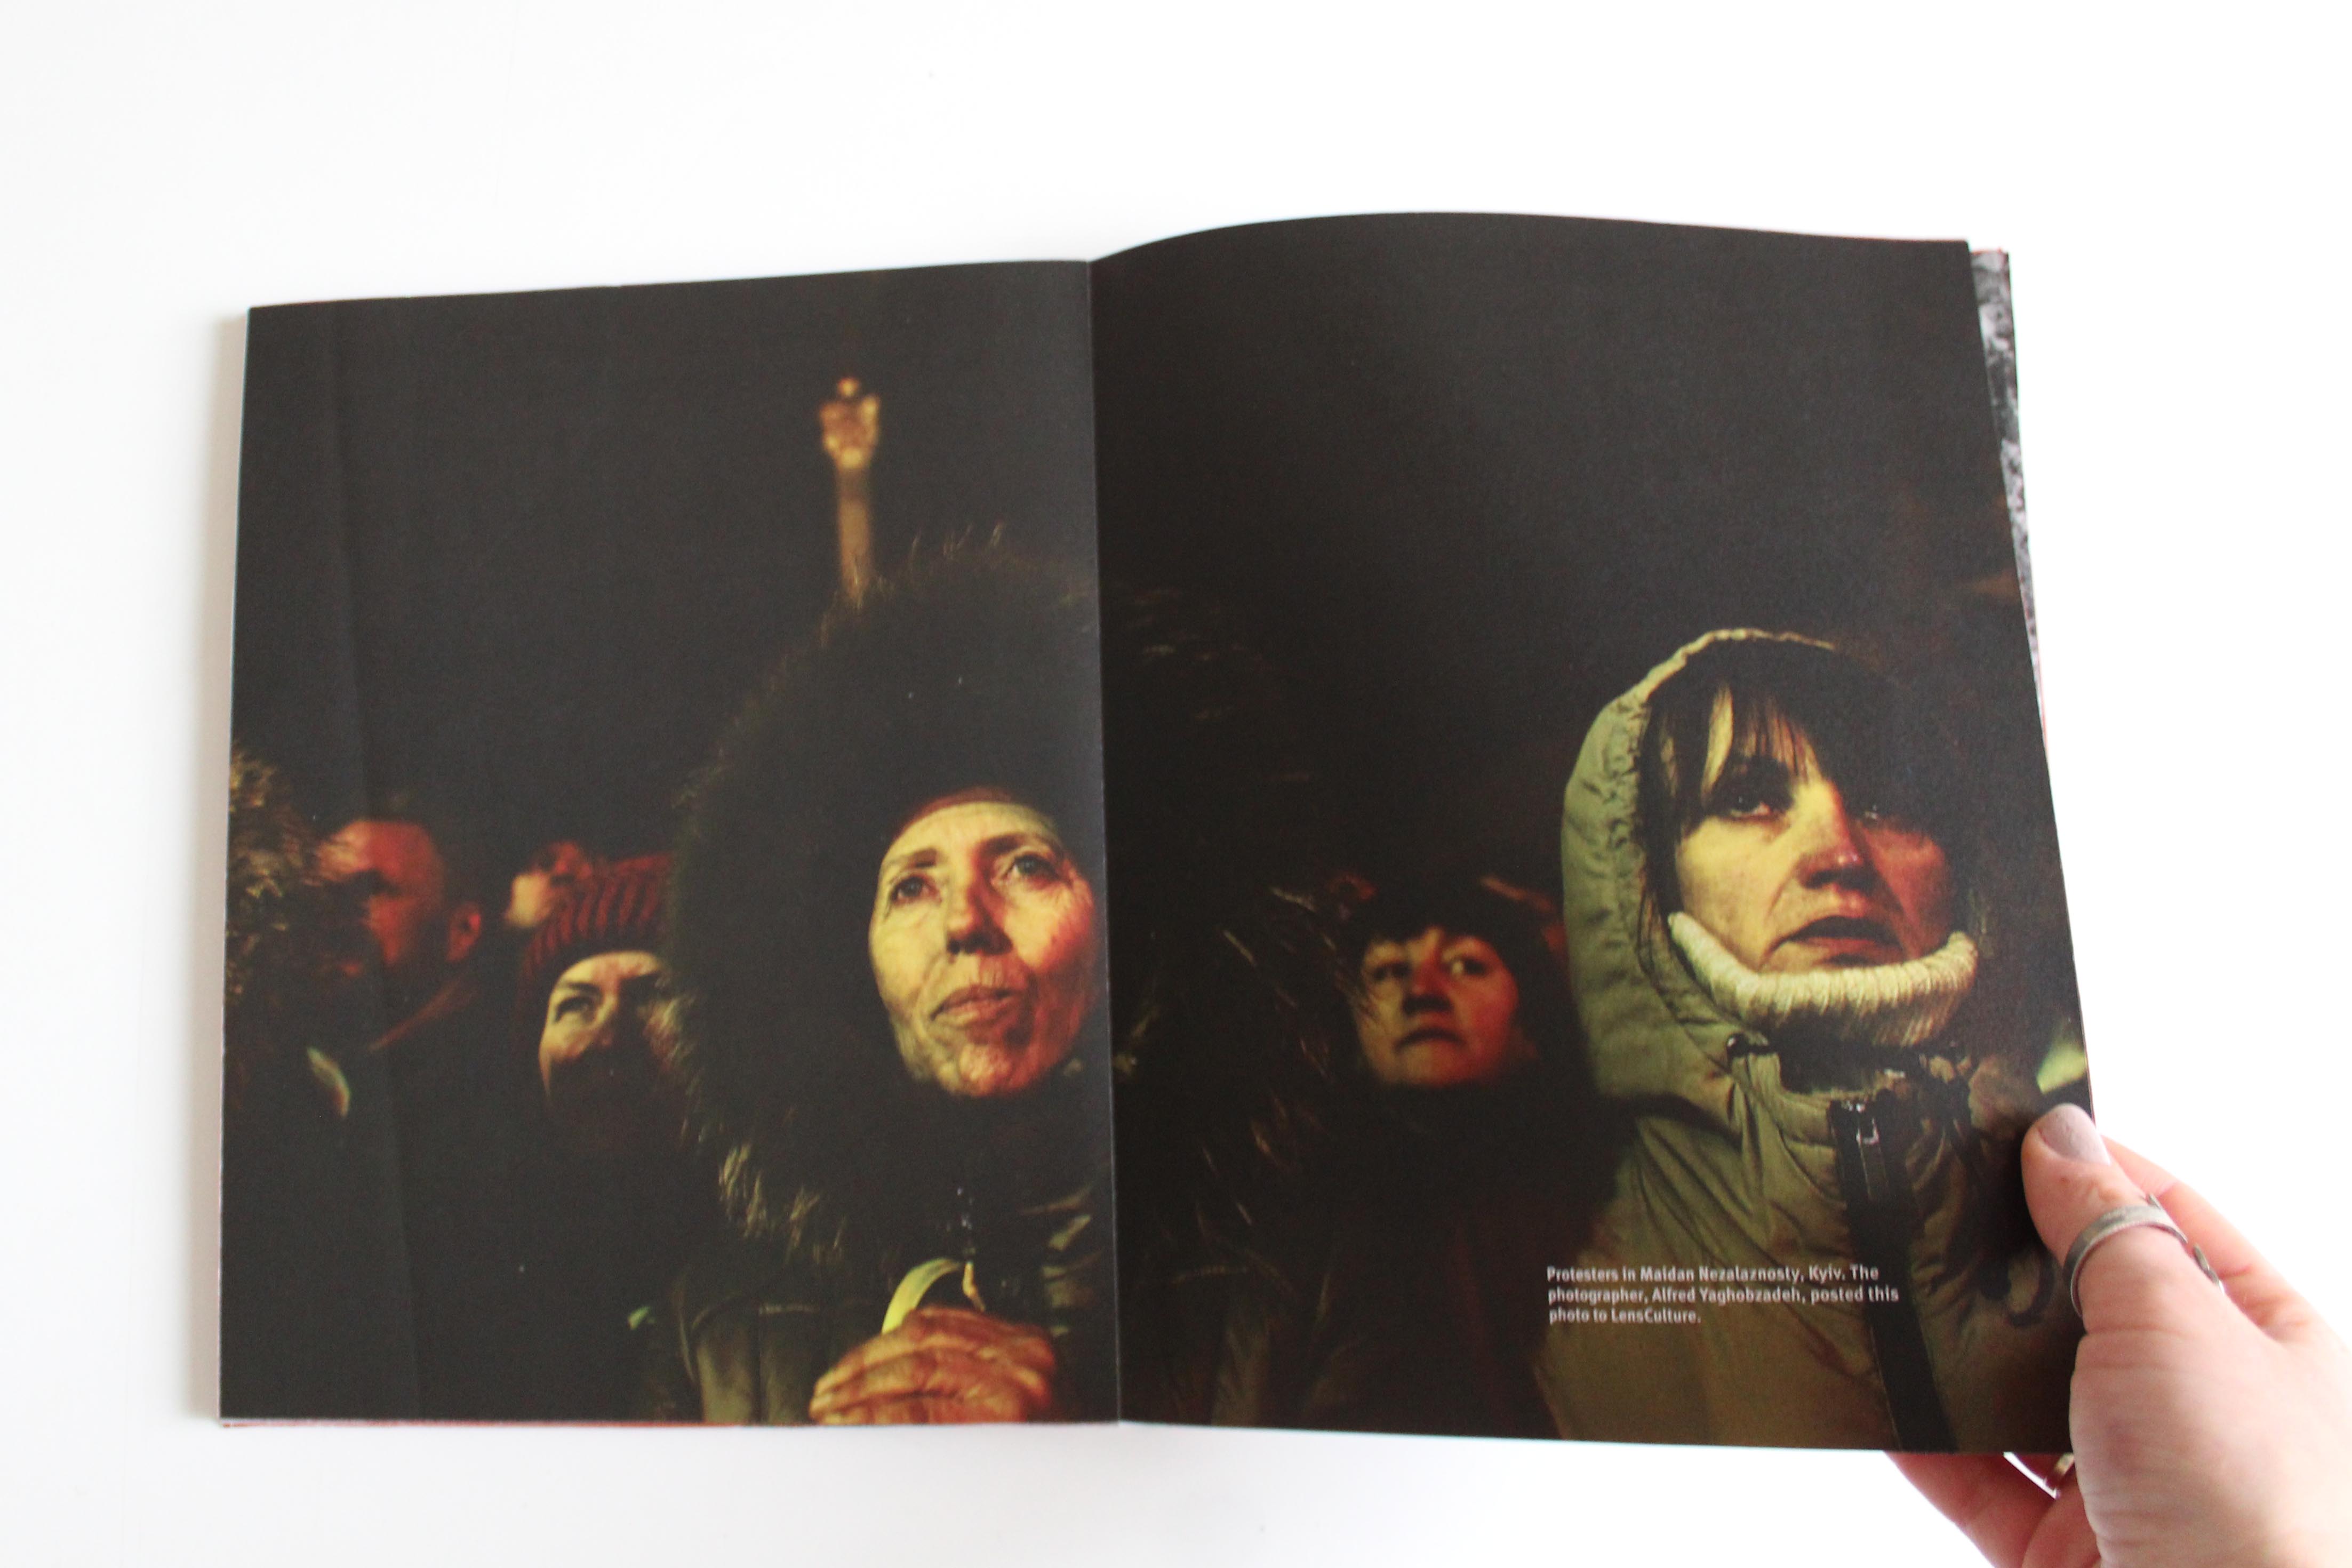 Protesters in Maidan Nezalaznosty, Kyiv. The
photographer, Alfred Yaghobzadeh, posted this
photo to LensCulture.